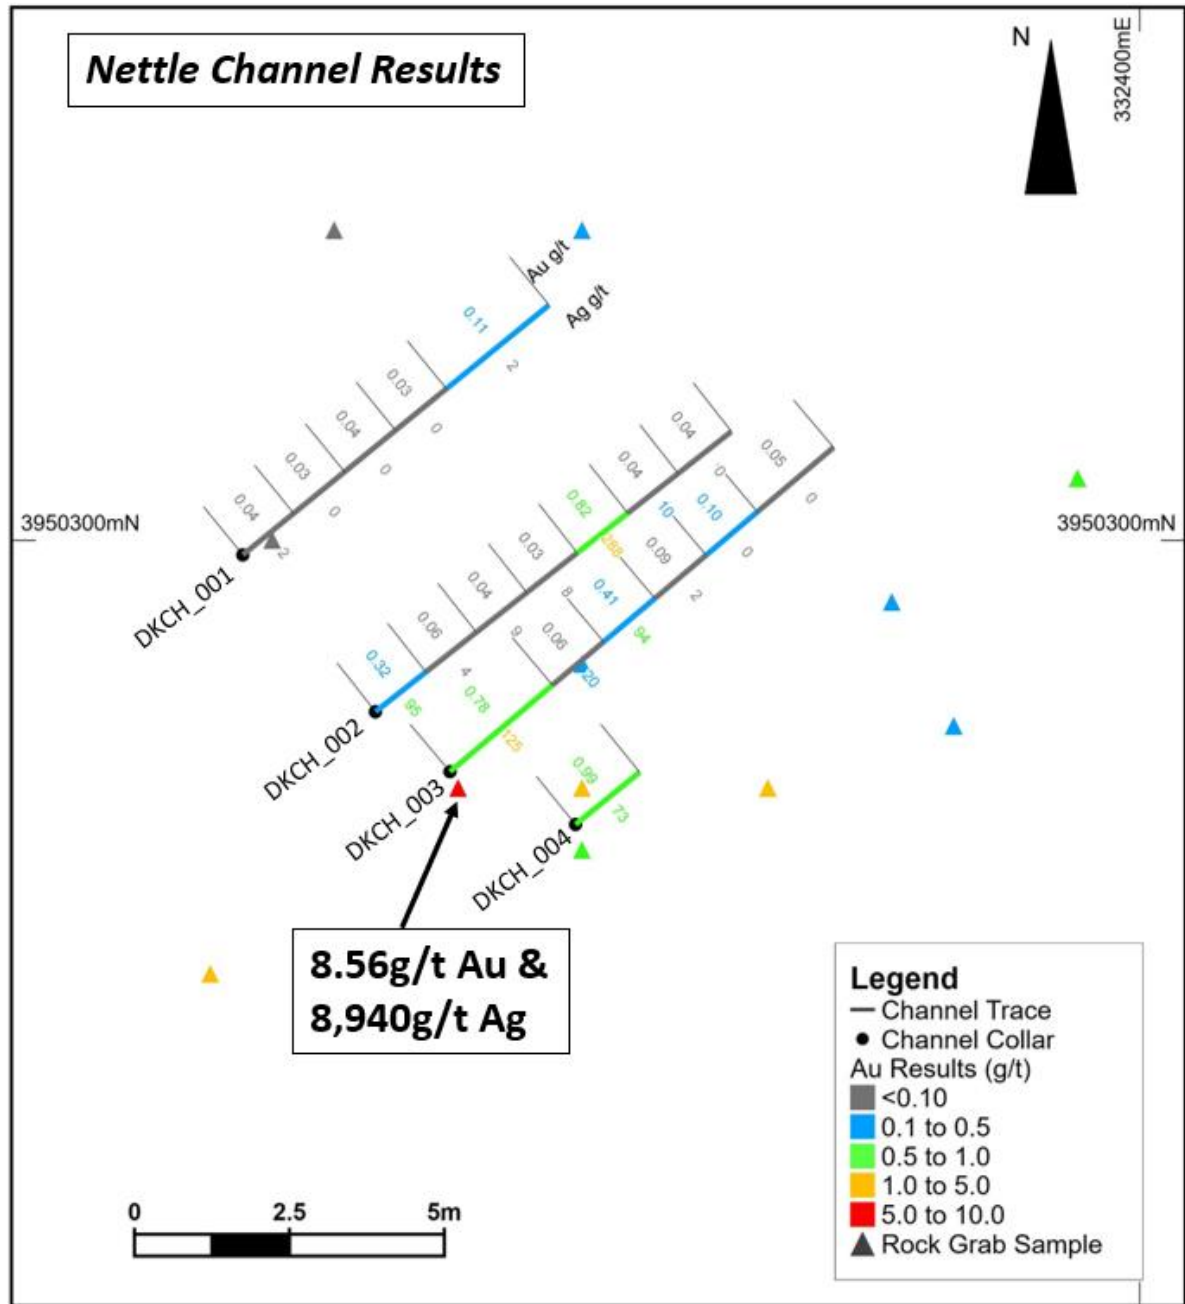 Nettle Channel Results
N
332400mE
Au g/t
Ag g/t
0.11
2
0.03
0
0.04
0
0.03
0
0.04
2
DKCH_001
3950300mN
3950300mN
0.04
0
0.04
10
0.82
288
0.03
8
0.04
9
0.06
4
0.32
95
DKCH_002
0.05
0
0.10
0
0.09
2
0.41
94
0.06
20
0.78
125
DKCH_003
0.99
73
DKCH_004
8.56g/t Au &
8,940g/t Ag
Legend
Channel Trace
Channel Collar
Au Results (g/t)
<0.10
0.1 to 0.5
0.5 to 1.0
1.0 to 5.0
5.0 to 10.0
Rock Grab Sample
0 2.5 5m